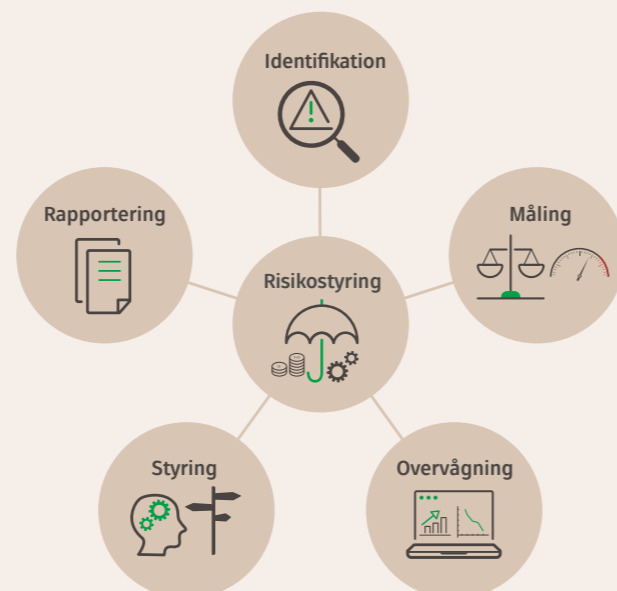 Identifikation
Rapportering
Måling
Risikostyring
Styring
Overvågning